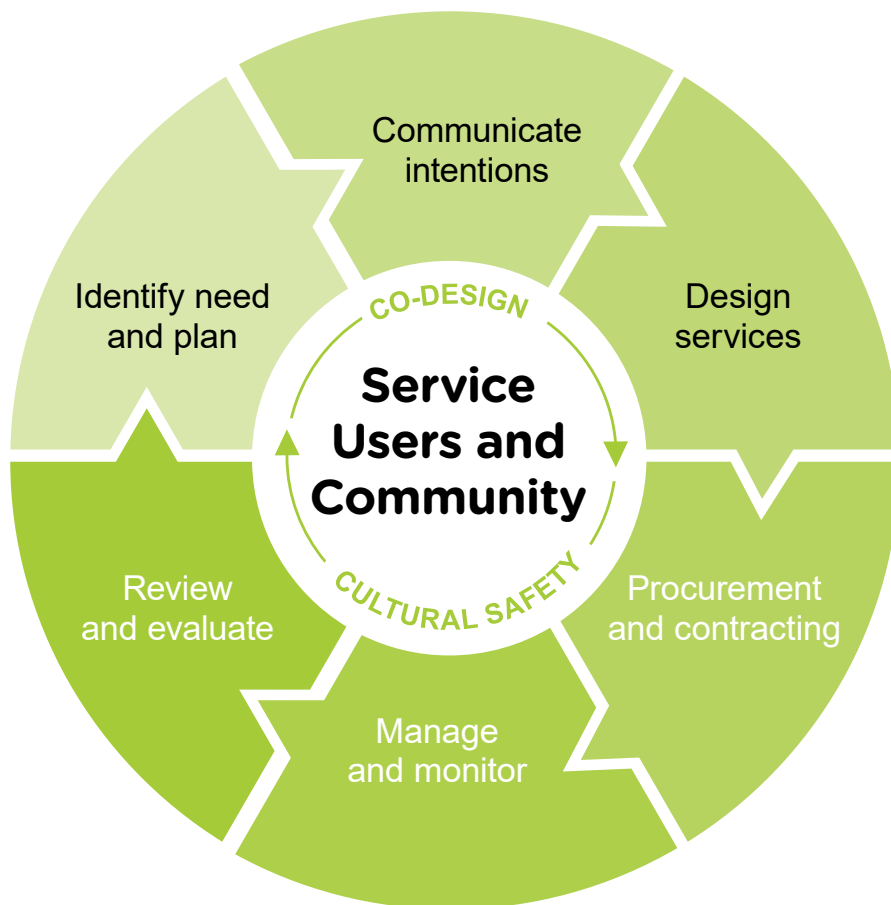 Communicate
intentions
Identify need
and plan
Design
services
CO-DESIGN
Service
Users and
Community
CULTURAL SAFETY
Review
and evaluate
Procurement
and contracting
Manage
and monitor